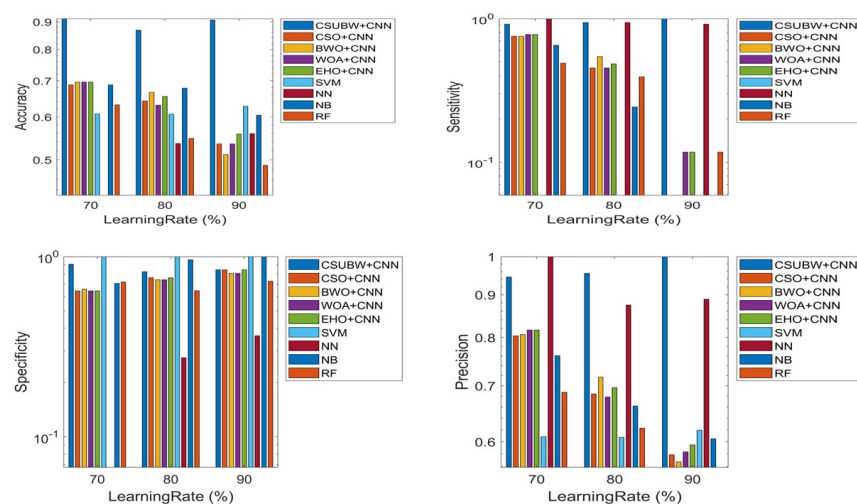 0.9
0.8
0.7
0.6
0.5
Accuracy
70 80 90
LearningRate (%)
CSUBW+CNN
CSO+CNN
BWO+CNN
WOA+CNN
EHO+CNN
SVM
NN
NB
RF
10⁰
10⁻¹
Sensitivity
70 80 90
LearningRate (%)
CSUBW+CNN
CSO+CNN
BWO+CNN
WOA+CNN
EHO+CNN
SVM
NN
NB
RF
10⁰
10⁻¹
Specificity
70 80 90
LearningRate (%)
CSUBW+CNN
CSO+CNN
BWO+CNN
WOA+CNN
EHO+CNN
SVM
NN
NB
RF
1
0.9
0.8
0.7
0.6
Precision
70 80 90
LearningRate (%)
CSUBW+CNN
CSO+CNN
BWO+CNN
WOA+CNN
EHO+CNN
SVM
NN
NB
RF